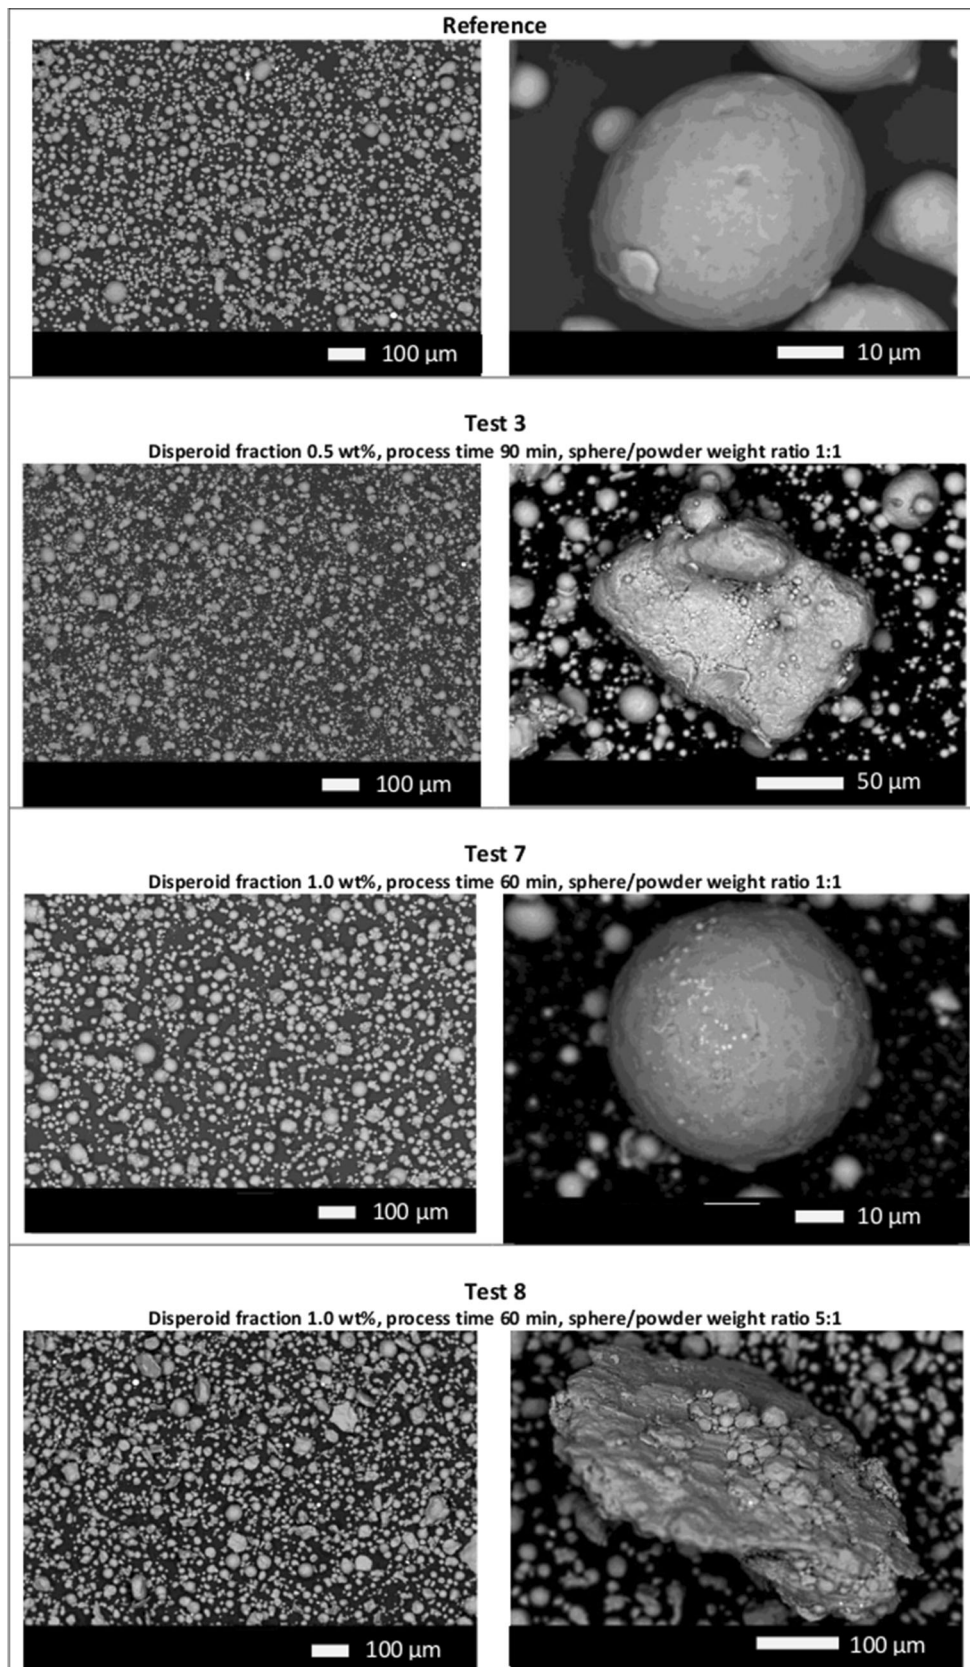 Reference
100 µm
10 µm
Test 3
Disperoid fraction 0.5 wt%, process time 90 min, sphere/powder weight ratio 1:1
100 µm
50 µm
Test 7
Disperoid fraction 1.0 wt%, process time 60 min, sphere/powder weight ratio 1:1
100 µm
10 µm
Test 8
Disperoid fraction 1.0 wt%, process time 60 min, sphere/powder weight ratio 5:1
100 µm
100 µm